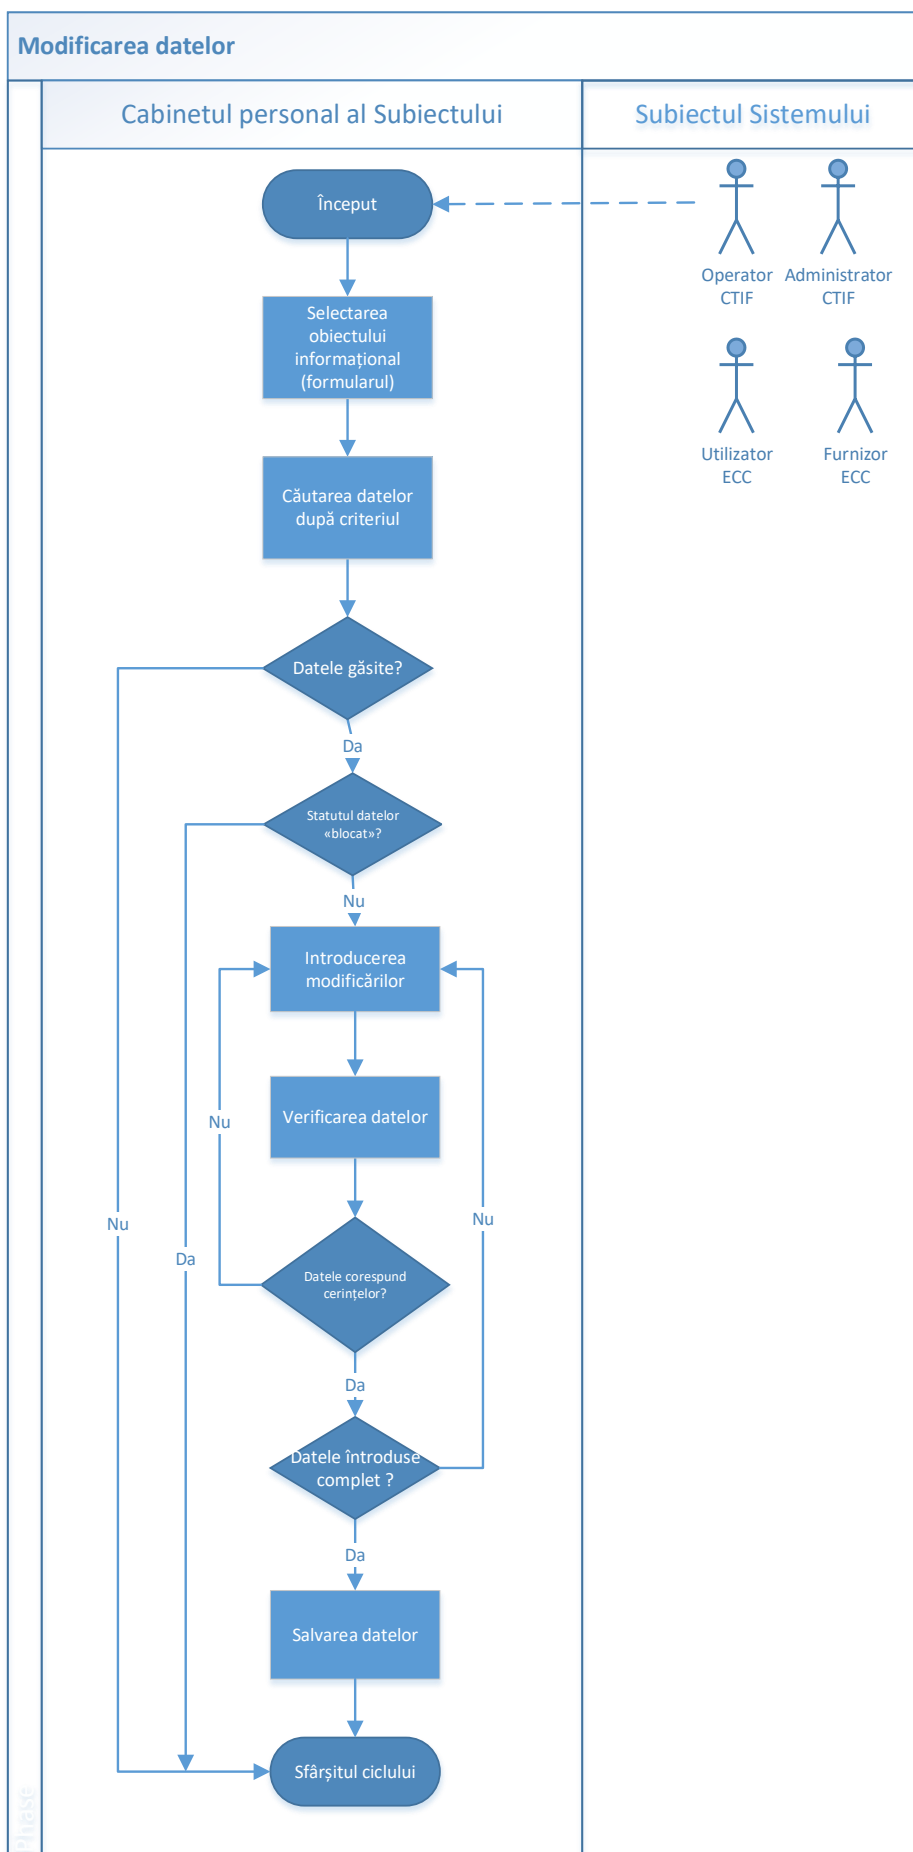 Modificarea datelor
Cabinetul personal al Subiectului
Subiectul Sistemului
Început
Operator
CTIF
Administrator
CTIF
Selectarea
obiectului
informațional
(formularul)
Utilizator
ECC
Furnizor
ECC
Căutarea datelor
după criteriul
Datele găsite?
Da
Statutul datelor
«blocat»?
Nu
Introducerea
modificărilor
Verificarea datelor
Nu
Nu
Nu
Da
Datele corespund
cerințelor?
Da
Datele întroduse
complet ?
Da
Salvarea datelor
Sfârșitul ciclului
Phase